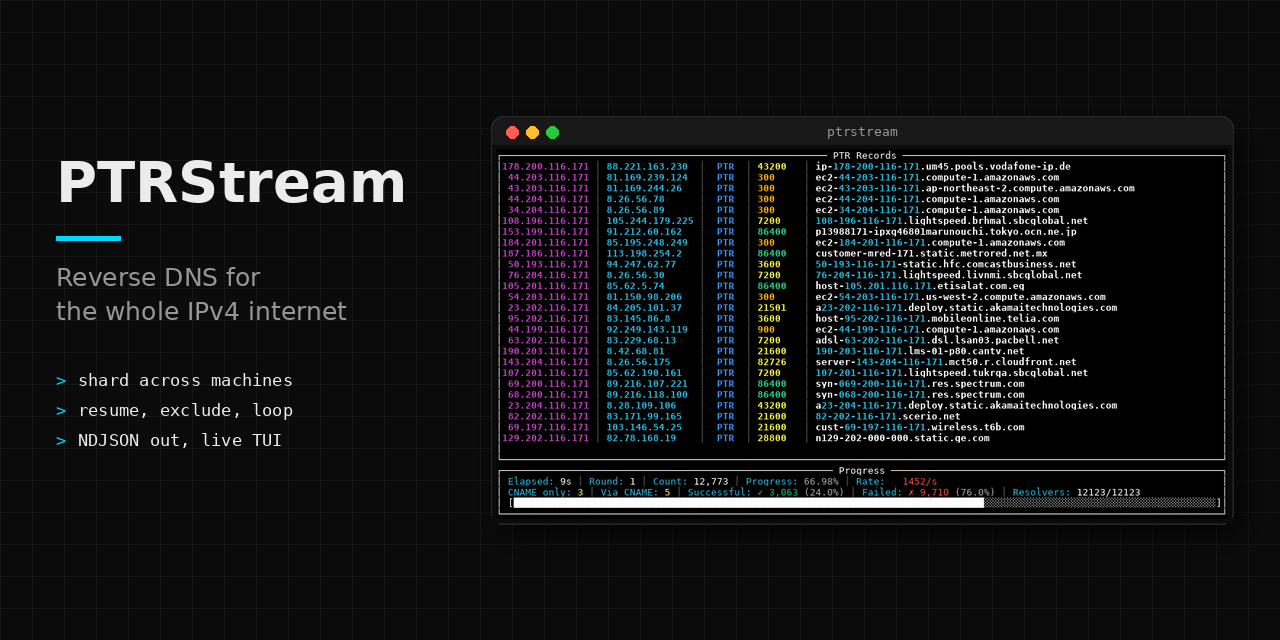 PTRStream
Reverse DNS for
the whole IPv4 internet
> shard across machines
> resume, exclude, loop
> NDJSON out, live TUI
ptrstream
PTR Records
178.200.116.171 | 88.221.163.230 | PTR | 43200 | ip-178-200-116-171.um45.pools.vodafone-ip.de
44.203.116.171 | 81.169.239.124 | PTR | 300 | ec2-44-203-116-171.compute-1.amazonaws.com
43.203.116.171 | 81.169.244.26 | PTR | 300 | ec2-43-203-116-171.ap-northeast-2.compute.amazonaws.com
44.204.116.171 | 8.26.56.78 | PTR | 300 | ec2-44-204-116-171.compute-1.amazonaws.com
34.204.116.171 | 8.26.56.89 | PTR | 300 | ec2-34-204-116-171.compute-1.amazonaws.com
108.196.116.171 | 105.244.179.225 | PTR | 7200 | 108-196-116-171.lightspeed.brhmal.sbcglobal.net
153.199.116.171 | 91.212.60.162 | PTR | 86400 | p13988171-ipxg46801marunouchi.tokyo.ocn.ne.jp
184.201.116.171 | 85.195.248.249 | PTR | 300 | ec2-184-201-116-171.compute-1.amazonaws.com
187.186.116.171 | 113.198.254.2 | PTR | 86400 | customer-mred-171.static.metrored.net.mx
50.193.116.171 | 94.247.62.77 | PTR | 3600 | 50-193-116-171-static.hfc.comcastbusiness.net
76.204.116.171 | 8.26.56.30 | PTR | 7200 | 76-204-116-171.lightspeed.livnmi.sbcglobal.net
105.201.116.171 | 85.62.5.74 | PTR | 86400 | host-105.201.116.171.etisalat.com.eg
54.203.116.171 | 81.150.98.206 | PTR | 300 | ec2-54-203-116-171.us-west-2.compute.amazonaws.com
23.202.116.171 | 84.205.101.37 | PTR | 21501 | a23-202-116-171.deploy.static.akamaitechnologies.com
95.202.116.171 | 83.145.86.8 | PTR | 3600 | host-95-202-116-171.mobileonline.telia.com
44.199.116.171 | 92.249.143.119 | PTR | 900 | ec2-44-199-116-171.compute-1.amazonaws.com
63.202.116.171 | 83.229.68.13 | PTR | 7200 | adsl-63-202-116-171.dsl.lsan03.pacbell.net
190.203.116.171 | 8.42.68.81 | PTR | 21600 | 190-203-116-171.lms-01-p80.cantv.net
143.204.116.171 | 8.26.56.175 | PTR | 82726 | server-143-204-116-171.mct50.r.cloudfront.net
107.201.116.171 | 85.62.190.161 | PTR | 7200 | 107-201-116-171.lightspeed.tukrga.sbcglobal.net
69.200.116.171 | 89.216.107.221 | PTR | 86400 | syn-069-200-116-171.res.spectrum.com
68.200.116.171 | 89.216.118.100 | PTR | 86400 | syn-068-200-116-171.res.spectrum.com
23.204.116.171 | 8.28.109.106 | PTR | 43200 | a23-204-116-171.deploy.static.akamaitechnologies.com
82.202.116.171 | 83.171.99.165 | PTR | 21600 | 82-202-116-171.scerio.net
69.197.116.171 | 103.146.54.25 | PTR | 21600 | cust-69-197-116-171.wireless.t6b.com
129.202.116.171 | 82.78.168.19 | PTR | 28800 | n129-202-000-000.static.ge.com
Progress
Elapsed: 9s | Round: 1 | Count: 12,773 | Progress: 66.98% | Rate: 1452/s
CNAME only: 3 | Via CNAME: 5 | Successful: ✓ 3,063 (24.0%) | Failed: ✗ 9,710 (76.0%) | Resolvers: 12123/12123